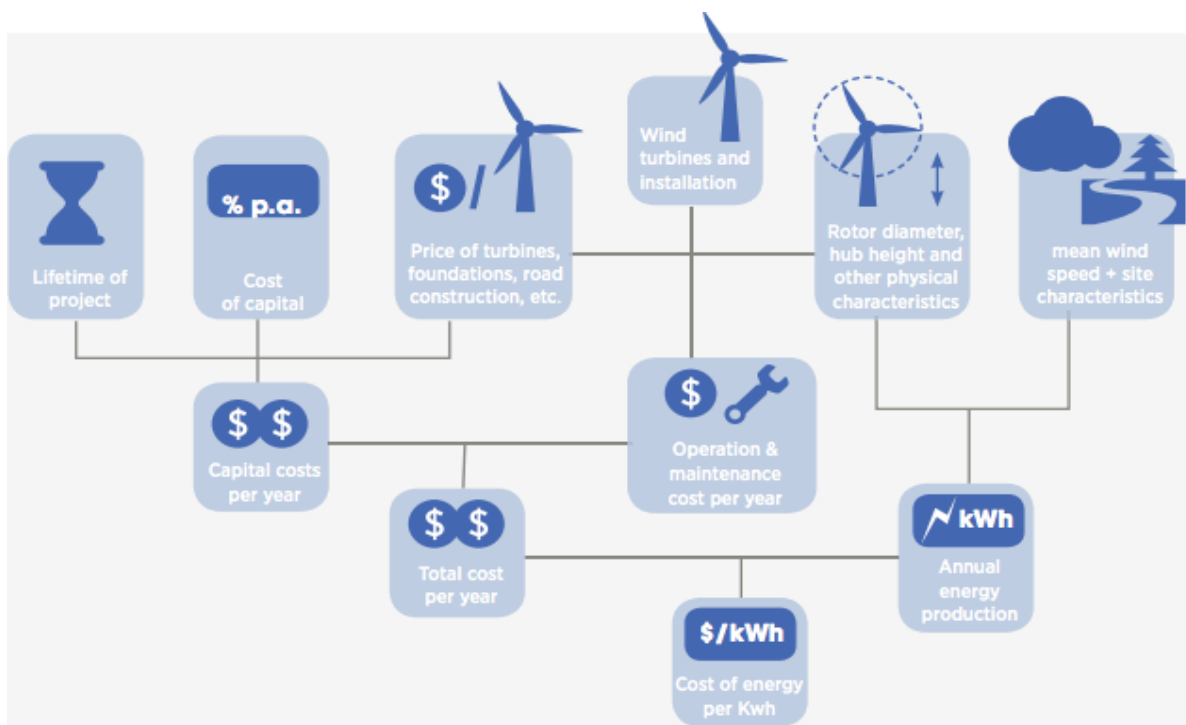 Wind
turbines and
installation
% p.a.
$/
Lifetime of
project
Cost
of capital
Price of turbines,
foundations, road
construction, etc.
Rotor diameter,
hub height and
other physical
characteristics
mean wind
speed + site
characteristics
$ $
Capital costs
per year
$
Operation &
maintenance
cost per year
$ $
Total cost
per year
kWh
Annual
energy
production
$/kWh
Cost of energy
per Kwh